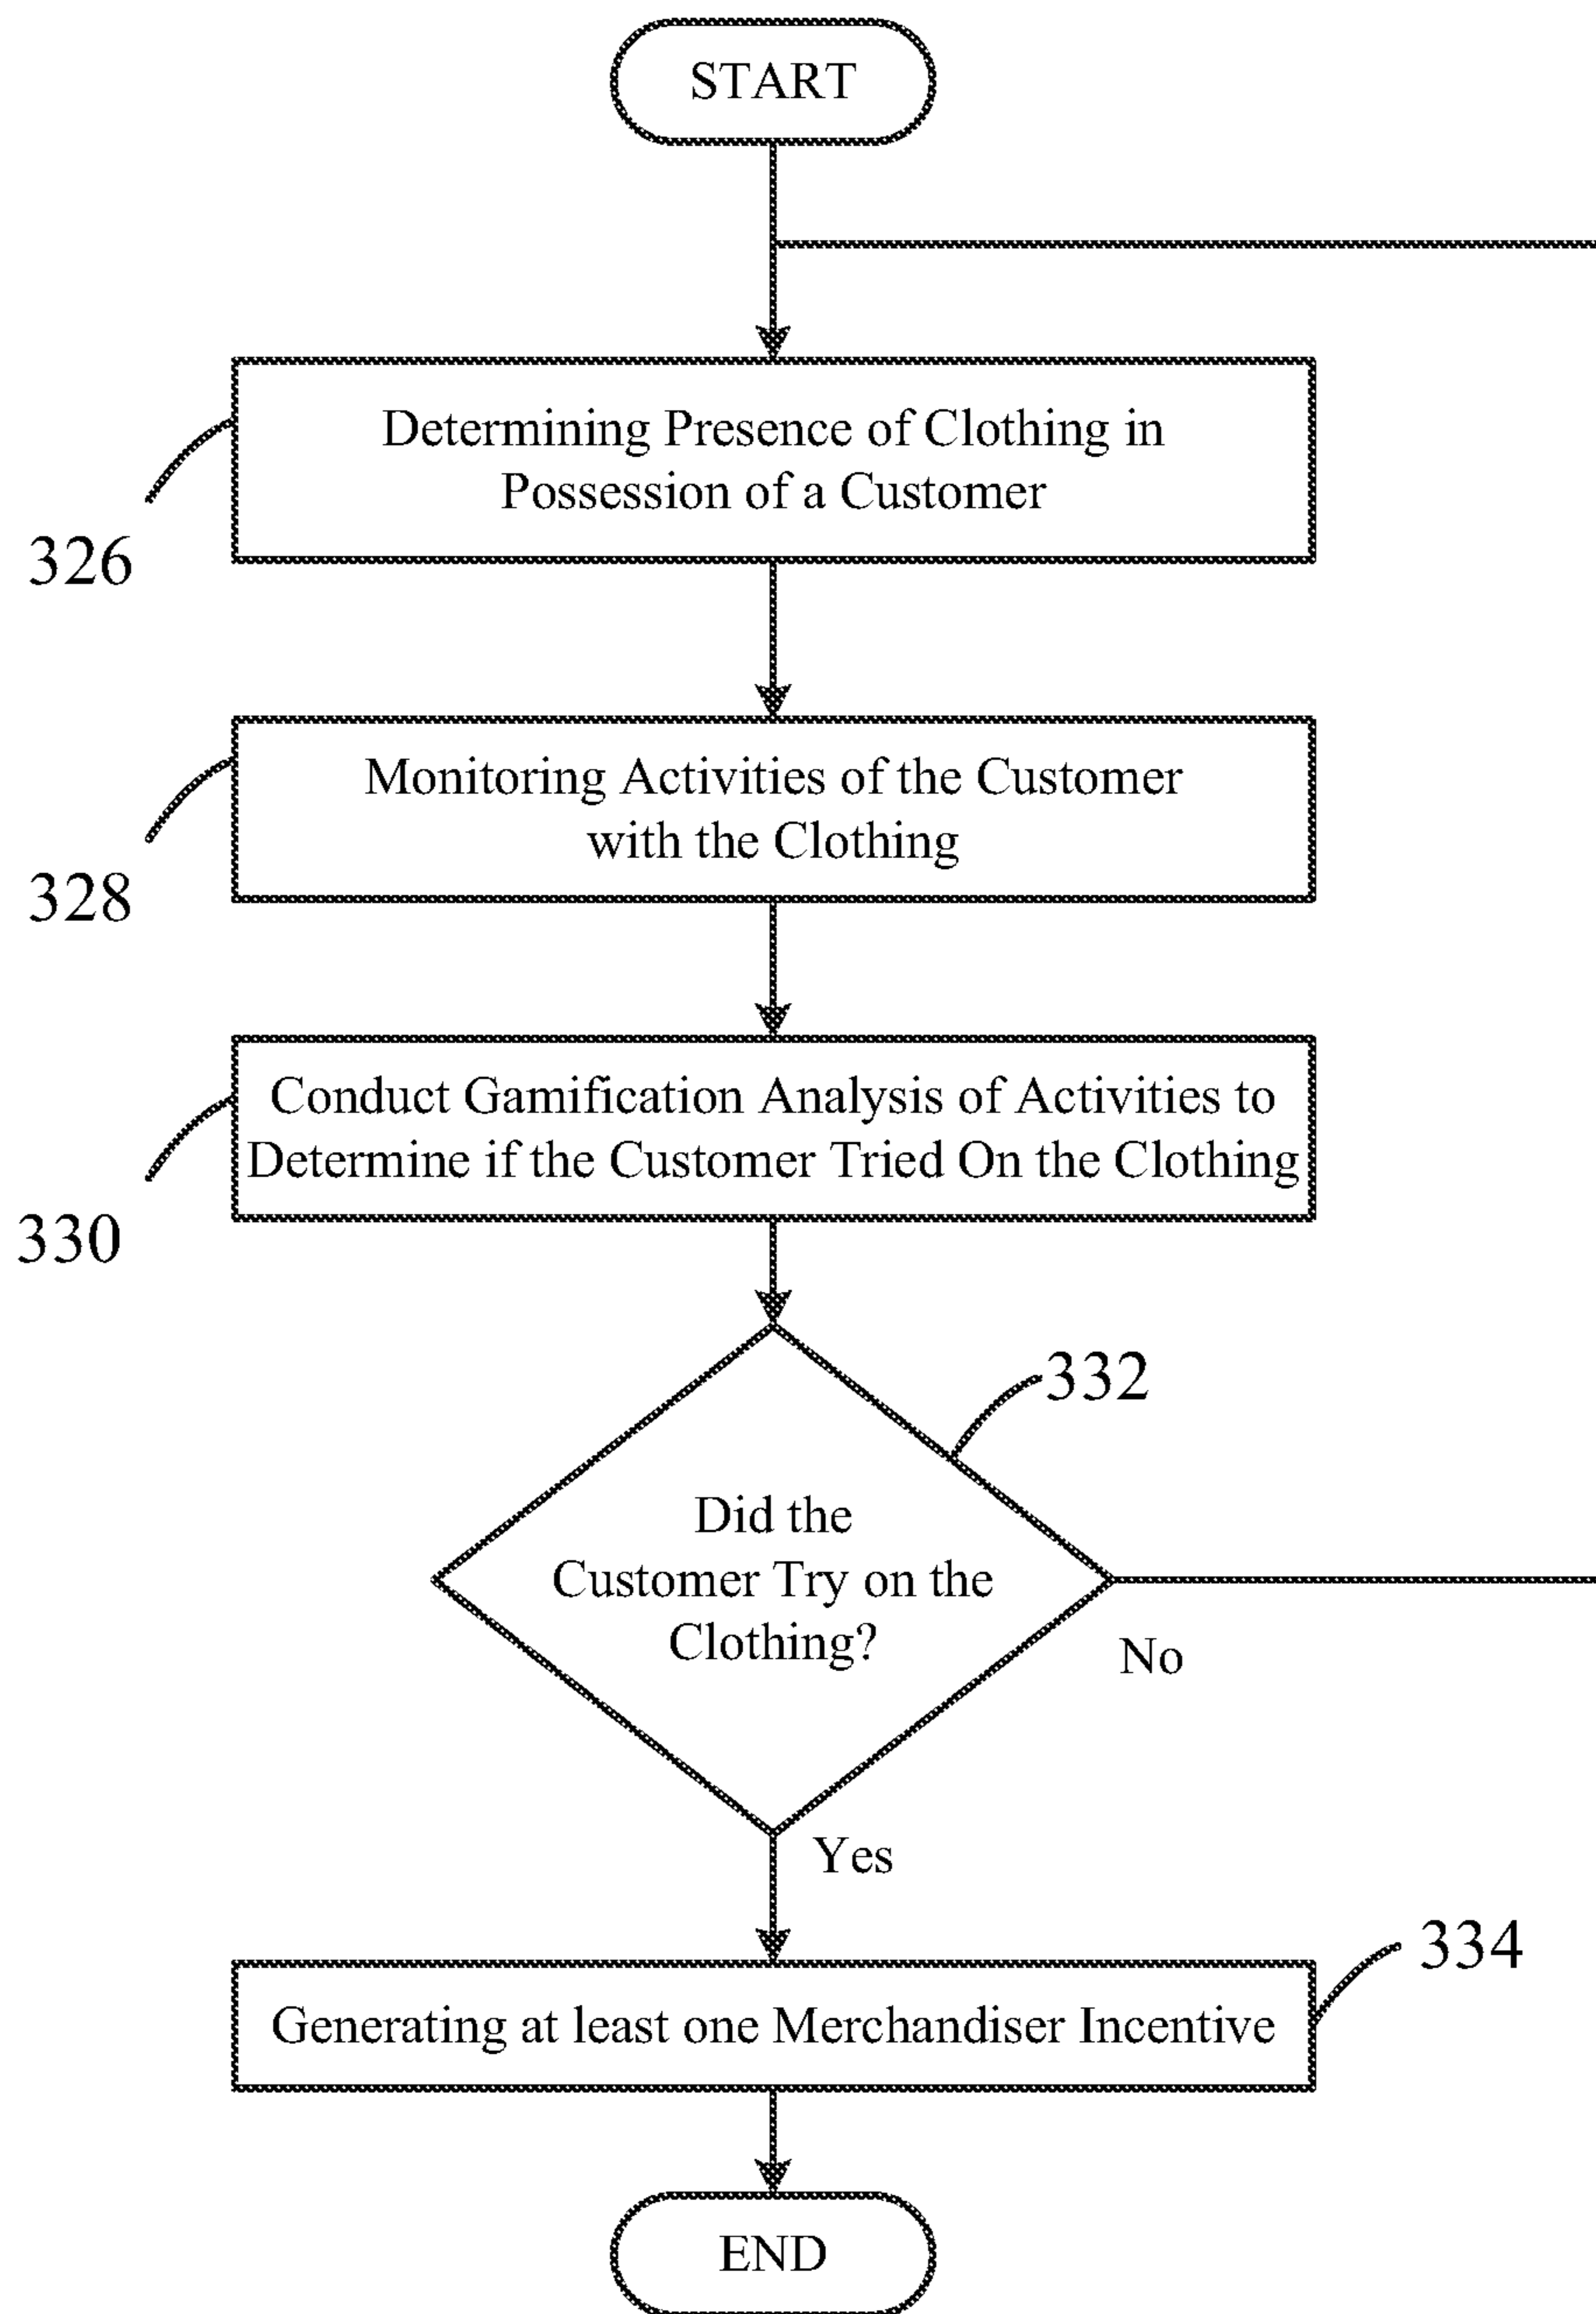 START
Determining Presence of Clothing in
Possession of a Customer
326
Monitoring Activities of the Customer
with the Clothing
328
Conduct Gamification Analysis of Activities to
Determine if the Customer Tried On the Clothing
330
332
Did the
Customer Try on the
Clothing?
No
Yes
334
Generating at least one Merchandiser Incentive
END